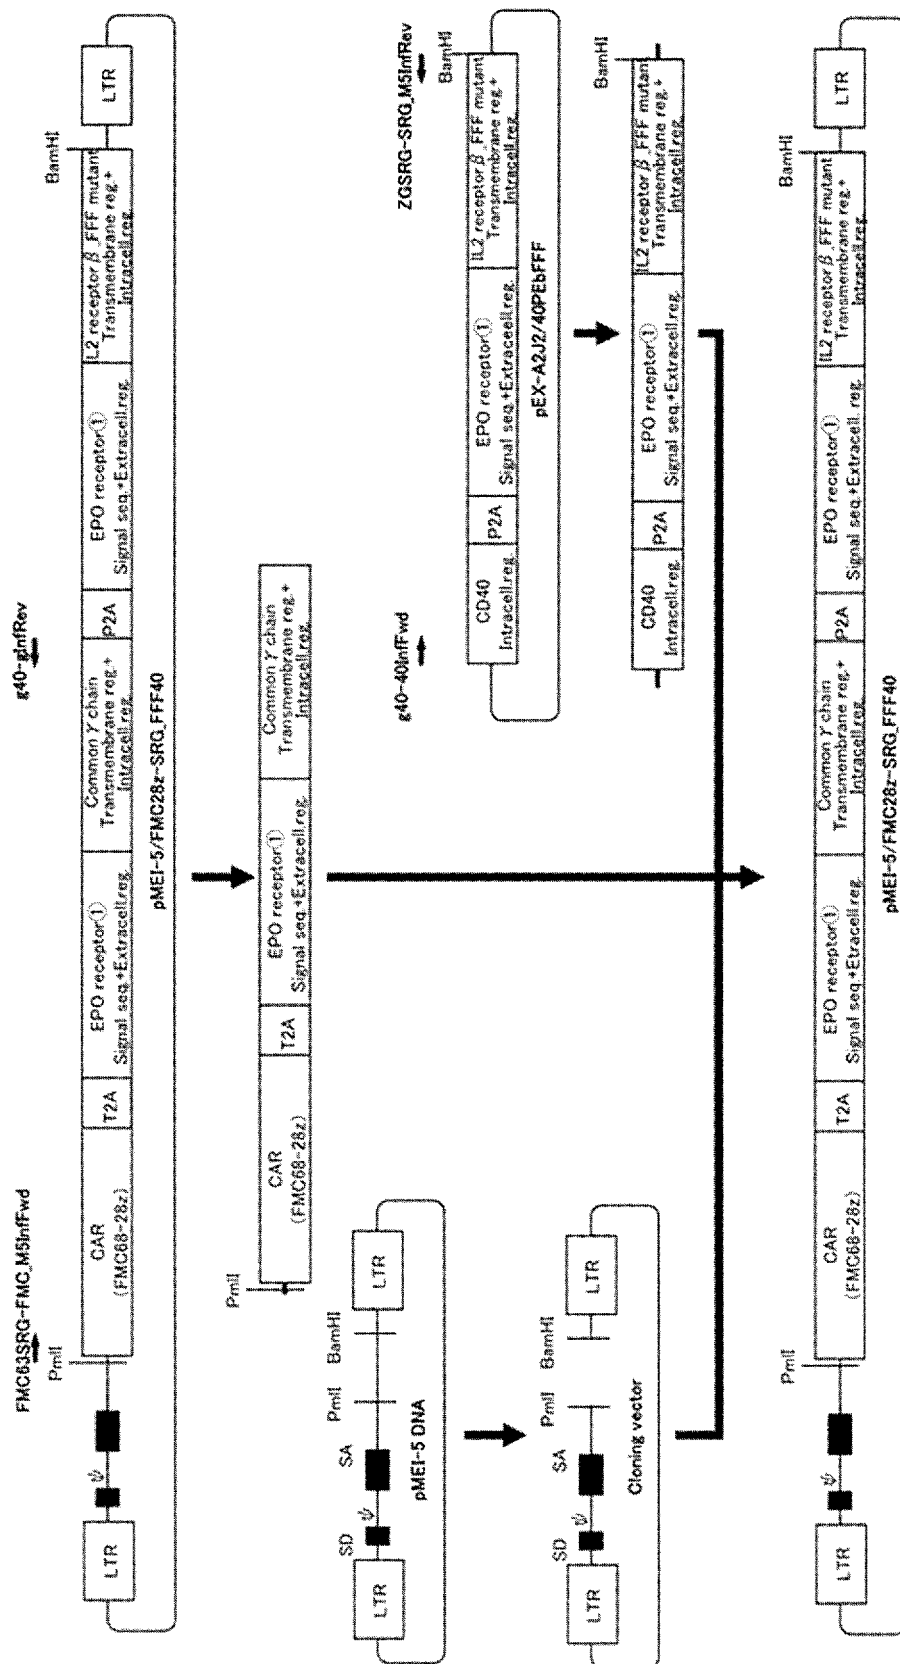 FMC63SRG-FMC_M5InfFwd
g40-gInfRev
PmlI
BamHI
LTR
ψ
CAR
(FMC68-28z)
T2A
EPO receptor①
Signal seq.+Extracell.reg.
Common γ chain
Transmembrane reg.+
Intracell.reg.
P2A
EPO receptor①
Signal seq.+Extracell.reg.
IL2 receptor β_FFF mutant
Transmembrane reg.+
Intracell.reg.
LTR
pMEI-5/FMC28z-SRG_FFF40
PmlI
CAR
(FMC68-28z)
T2A
EPO receptor①
Signal seq.+Extracell.reg.
Common γ chain
Transmembrane reg.+
Intracell.reg.
SD
ψ
SA
PmlI
BamHI
LTR
LTR
pMEI-5 DNA
g40-40InfFwd
ZGSRG-SRG_M5InfRev
BamHI
CD40
Intracell.reg.
P2A
EPO receptor①
Signal seq.+Extraceell.reg.
IL2 receptor β_FFF mutant
Transmembrane reg.+
Intracell.reg.
pEX-A2J2/40PEbFFF
SD
ψ
SA
PmlI
BamHI
LTR
LTR
Cloning vector
BamHI
CD40
Intracell.reg.
P2A
EPO receptor①
Signal seq.+Extracell.reg.
IL2 receptor β_FFF mutant
Transmembrane reg.+
Intracell.reg.
PmlI
BamHI
LTR
ψ
CAR
(FMC68-28z)
T2A
EPO receptor①
Signal seq.+Etracell.reg.
Common γ chain
Transmembrane reg.+
Intracell.reg.
P2A
EPO receptor①
Signal seq.+Extracell.reg.
IL2 receptor β_FFF mutant
Transmembrane reg.+
Intracell.reg.
LTR
pMEI-5/FMC28z-SRG_FFF40